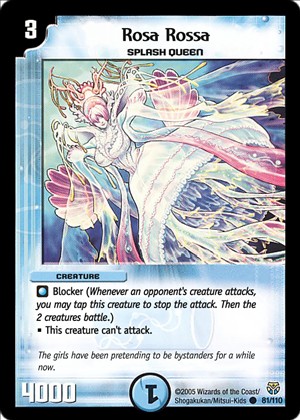 3
Rosa Rossa
SPLASH QUEEN
CREATURE
Blocker (Whenever an opponent's creature attacks,
you may tap this creature to stop the attack. Then the
2 creatures battle.)
▪ This creature can't attack.
The girls have been pretending to be bystanders for a while
now.
4000
1
©2005 Wizards of the Coast/
Shogakukan/Mitsui-Kids ● 81/110